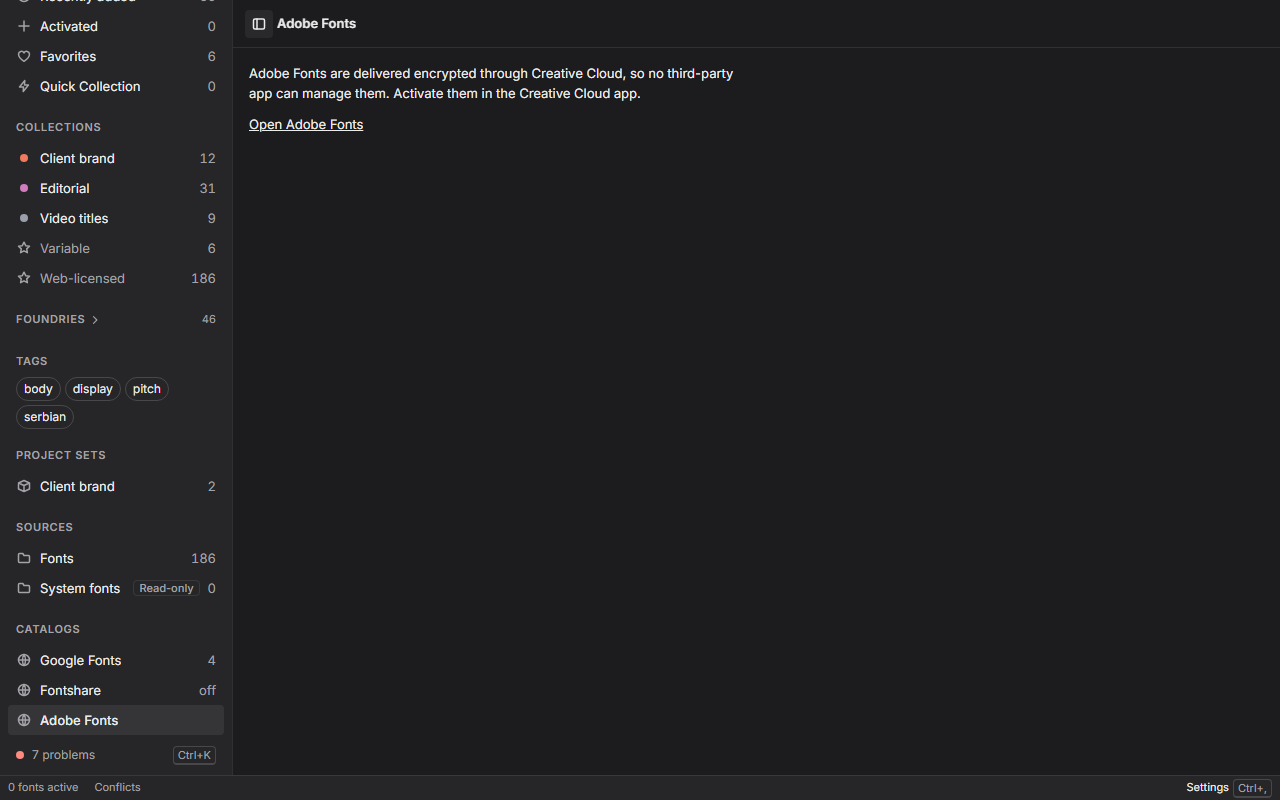 Recently added
Activated 0
Favorites 6
Quick Collection 0
COLLECTIONS
Client brand 12
Editorial 31
Video titles 9
Variable 6
Web-licensed 186
FOUNDRIES 46
TAGS
body display pitch
serbian
PROJECT SETS
Client brand 2
SOURCES
Fonts 186
System fonts Read-only 0
CATALOGS
Google Fonts 4
Fontshare off
Adobe Fonts
7 problems Ctrl+K
Adobe Fonts
Adobe Fonts are delivered encrypted through Creative Cloud, so no third-party
app can manage them. Activate them in the Creative Cloud app.
Open Adobe Fonts
0 fonts active Conflicts
Settings Ctrl+,